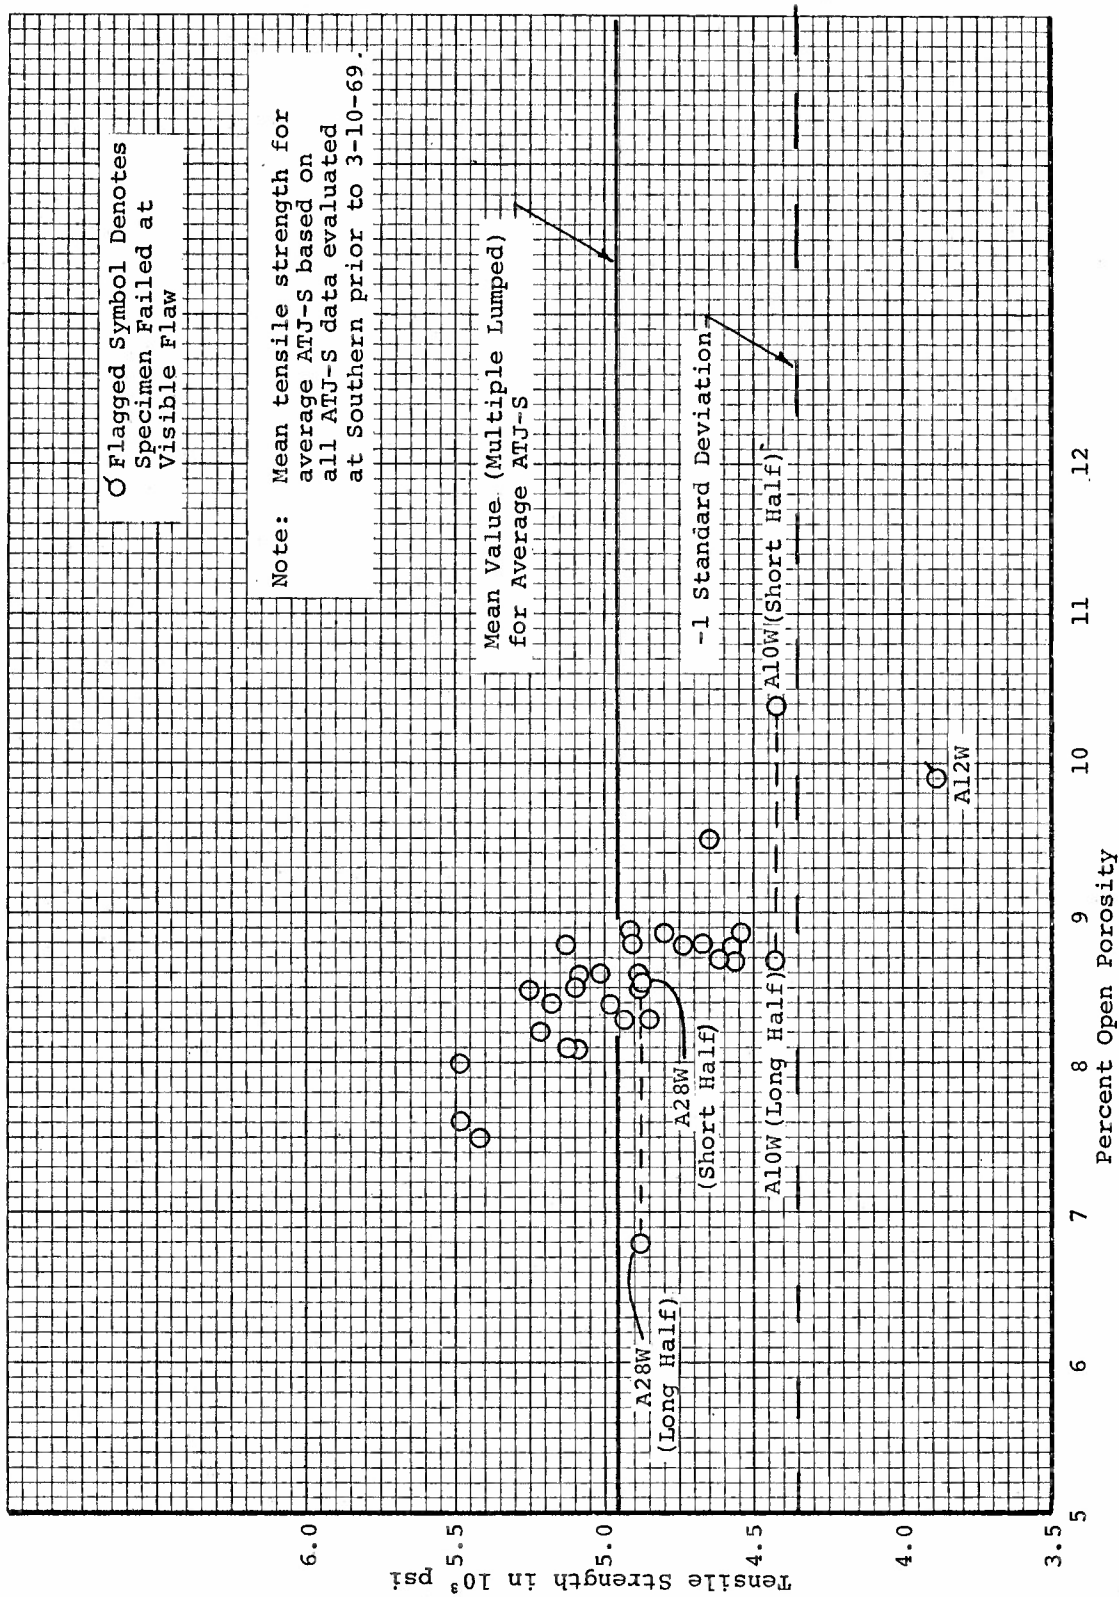 Flagged Symbol Denotes
Specimen Failed at
Visible Flaw
Note: Mean tensile strength for
average ATJ-S based on
all ATJ-S data evaluated
at Southern prior to 3-10-69.
Mean Value (Multiple Lumped)
for Average ATJ-S
-1 Standard Deviation
A10W (Short Half)
A12W
A10W (Long Half)
A28W
(Short Half)
A28W
(Long Half)
Tensile Strength in 10³ psi
6.0
5.5
5.0
4.5
4.0
3.5
5
6
7
8
9
10
11
12
Percent Open Porosity